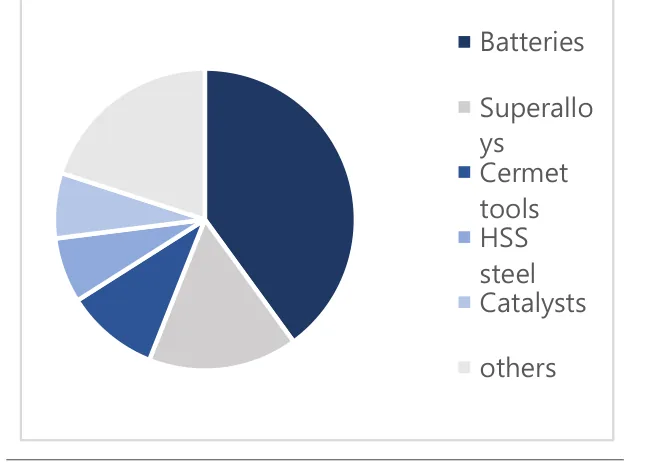 Batteries
Superallo
ys
Cermet
tools
HSS
steel
Catalysts
others